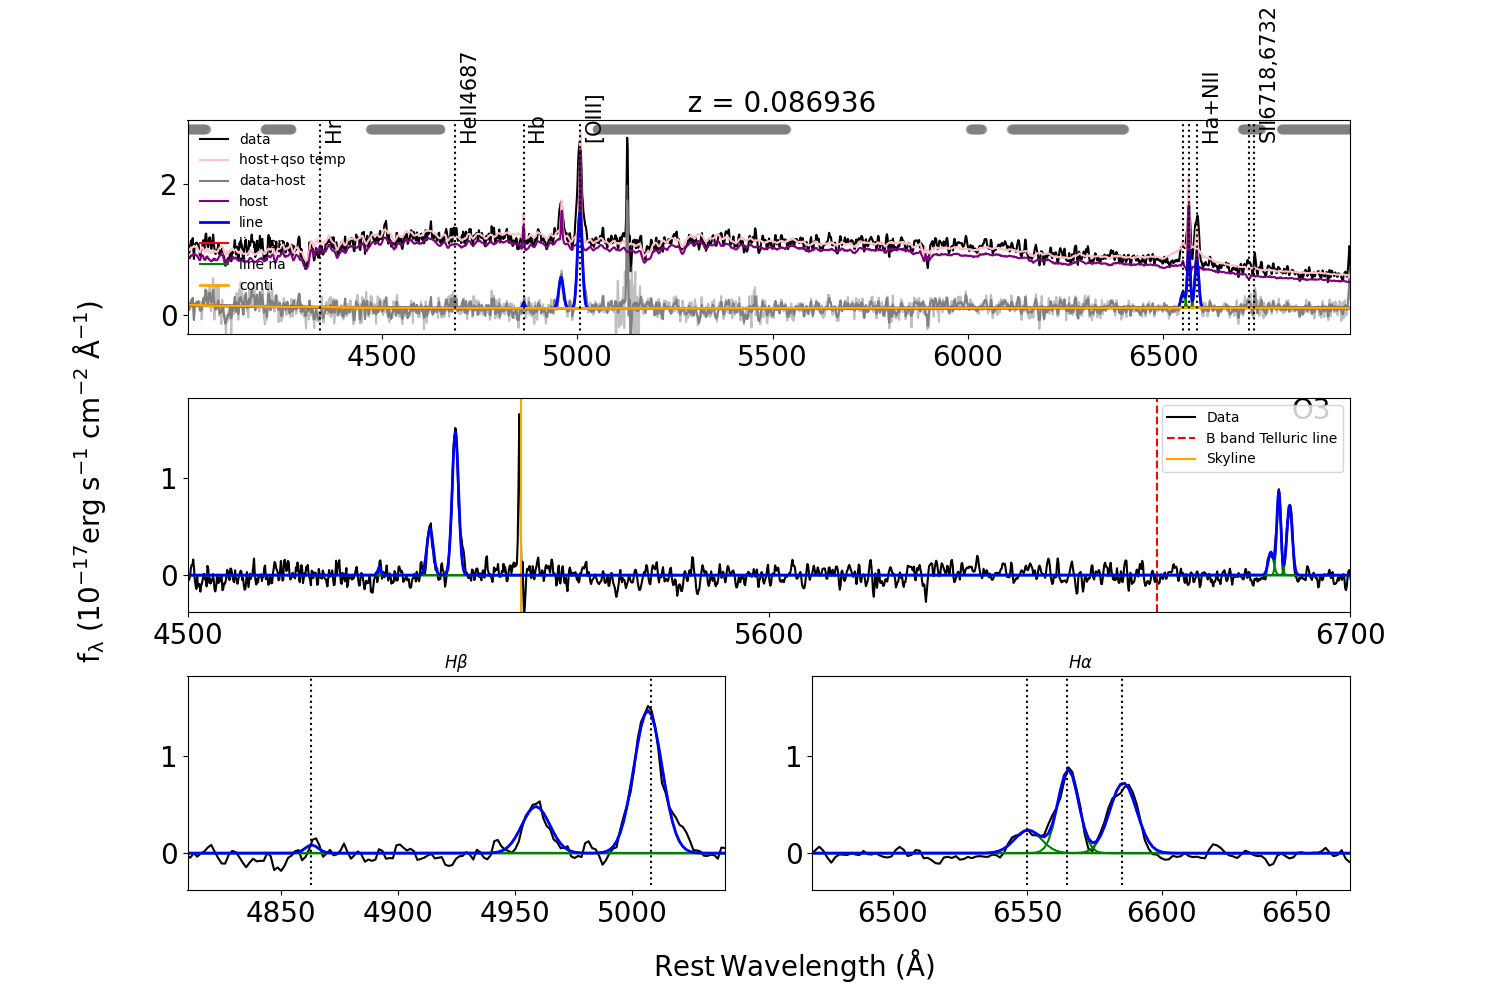 z = 0.086936
Hr
HeII4687
Hb
[OIII]
Ha+NII
SII6718,6732
data
host+qso temp
data-host
host
line
line na
conti
2
0
4500 5000 5500 6000 6500
f_λ (10^−17 erg s^−1 cm^−2 Å^−1)
O3
Data
B band Telluric line
Skyline
1
0
4500 5600 6700
Hβ
1
0
4850 4900 4950 5000
Hα
1
0
6500 6550 6600 6650
Rest Wavelength (Å)